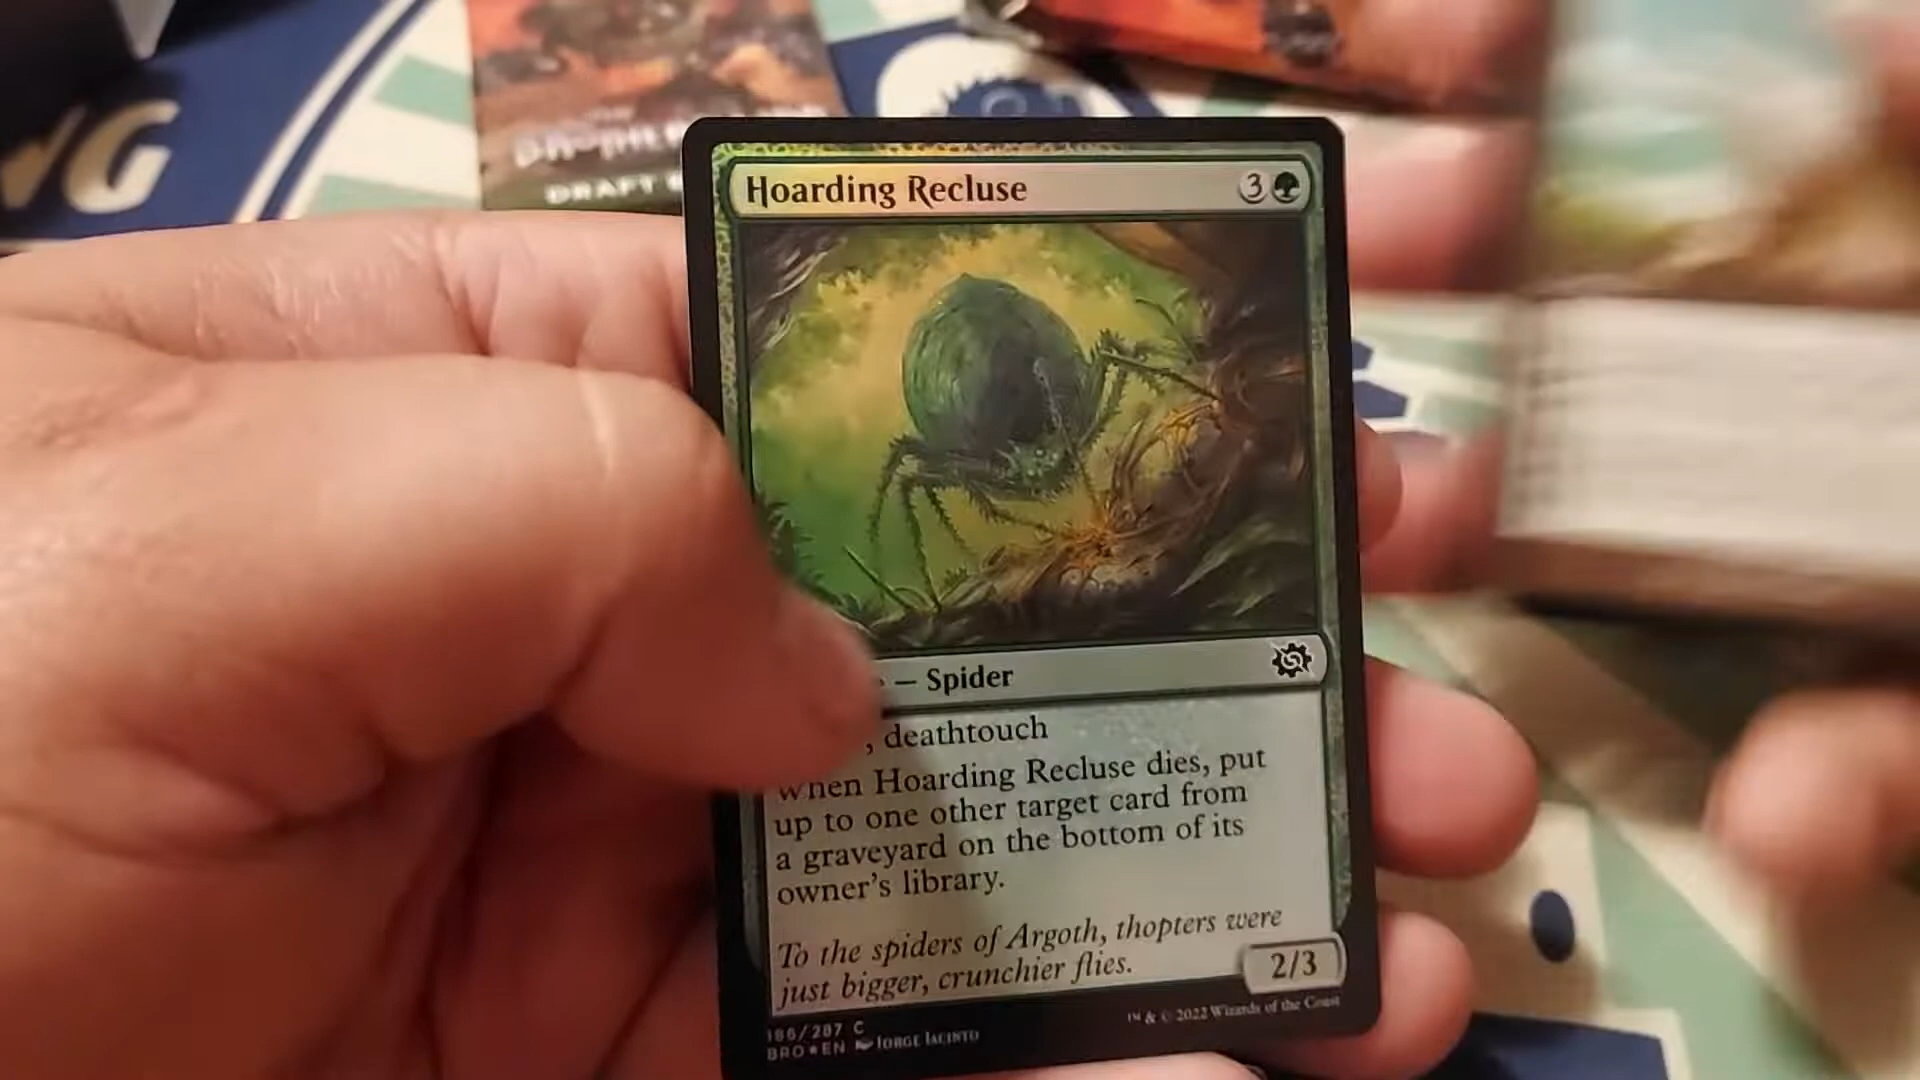 NG
DRAFT
Hoarding Recluse 3
— Spider
, deathtouch
When Hoarding Recluse dies, put
up to one other target card from
a graveyard on the bottom of its
owner's library.
To the spiders of Argoth, thopters were
just bigger, crunchier flies.
2/3
186/287 C
BRO★EN JORGE JACINTO
™ & © 2022 Wizards of the Coast